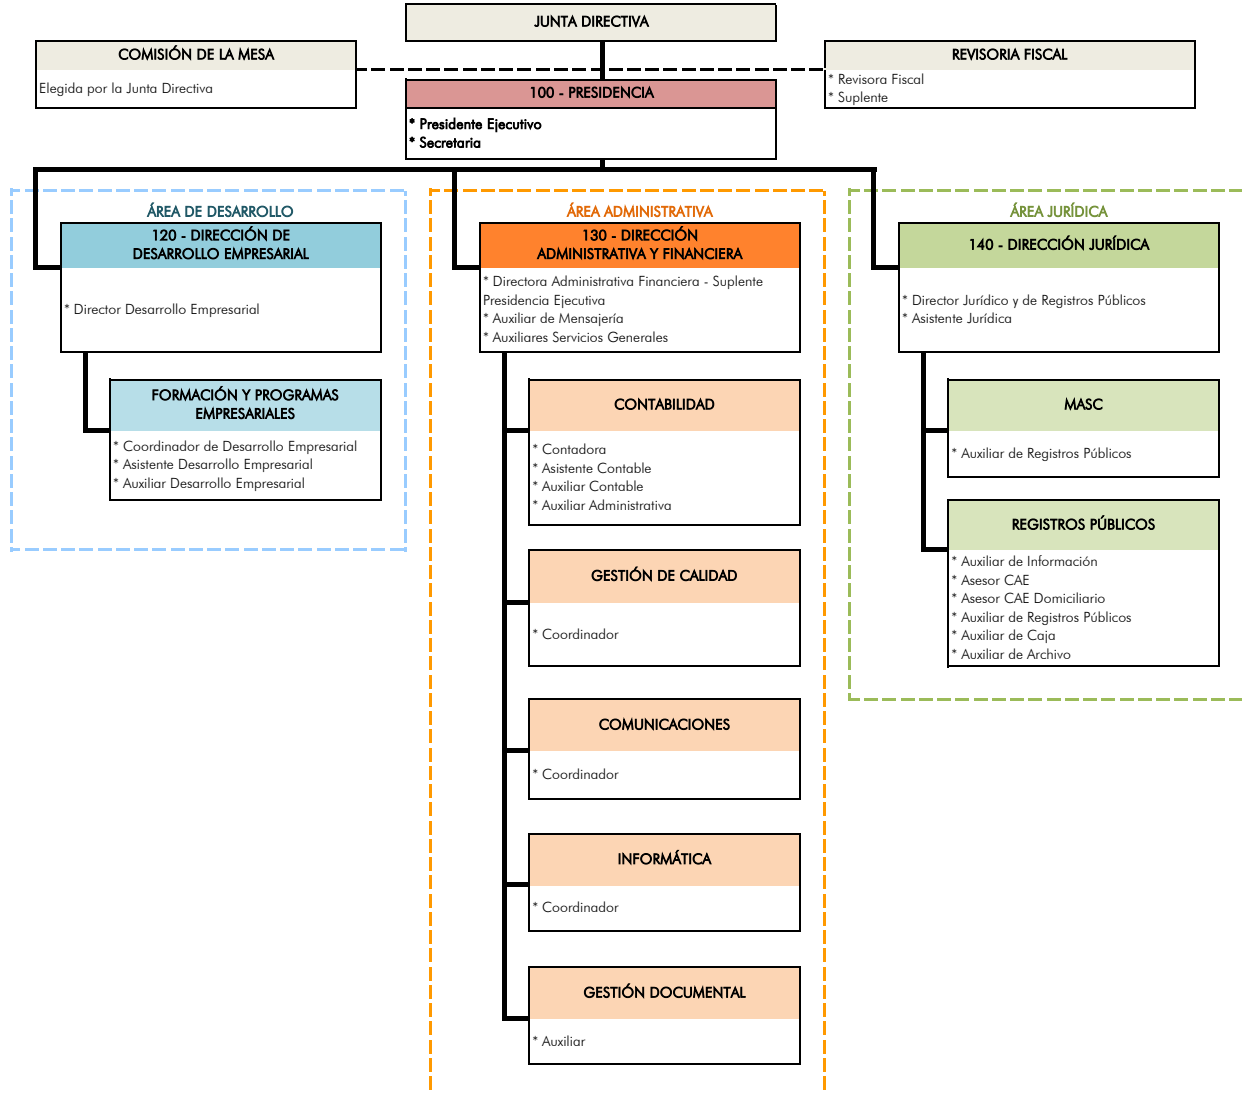 JUNTA DIRECTIVA
COMISIÓN DE LA MESA
Elegida por la Junta Directiva
REVISORIA FISCAL
* Revisora Fiscal
* Suplente
100 - PRESIDENCIA
* Presidente Ejecutivo
* Secretaria
ÁREA DE DESARROLLO
120 - DIRECCIÓN DE
DESARROLLO EMPRESARIAL
* Director Desarrollo Empresarial
FORMACIÓN Y PROGRAMAS
EMPRESARIALES
* Coordinador de Desarrollo Empresarial
* Asistente Desarrollo Empresarial
* Auxiliar Desarrollo Empresarial
ÁREA ADMINISTRATIVA
130 - DIRECCIÓN
ADMINISTRATIVA Y FINANCIERA
* Directora Administrativa Financiera - Suplente
Presidencia Ejecutiva
* Auxiliar de Mensajería
* Auxiliares Servicios Generales
CONTABILIDAD
* Contadora
* Asistente Contable
* Auxiliar Contable
* Auxiliar Administrativa
GESTIÓN DE CALIDAD
* Coordinador
COMUNICACIONES
* Coordinador
INFORMÁTICA
* Coordinador
GESTIÓN DOCUMENTAL
* Auxiliar
ÁREA JURÍDICA
140 - DIRECCIÓN JURÍDICA
* Director Jurídico y de Registros Públicos
* Asistente Jurídica
MASC
* Auxiliar de Registros Públicos
REGISTROS PÚBLICOS
* Auxiliar de Información
* Asesor CAE
* Asesor CAE Domiciliario
* Auxiliar de Registros Públicos
* Auxiliar de Caja
* Auxiliar de Archivo